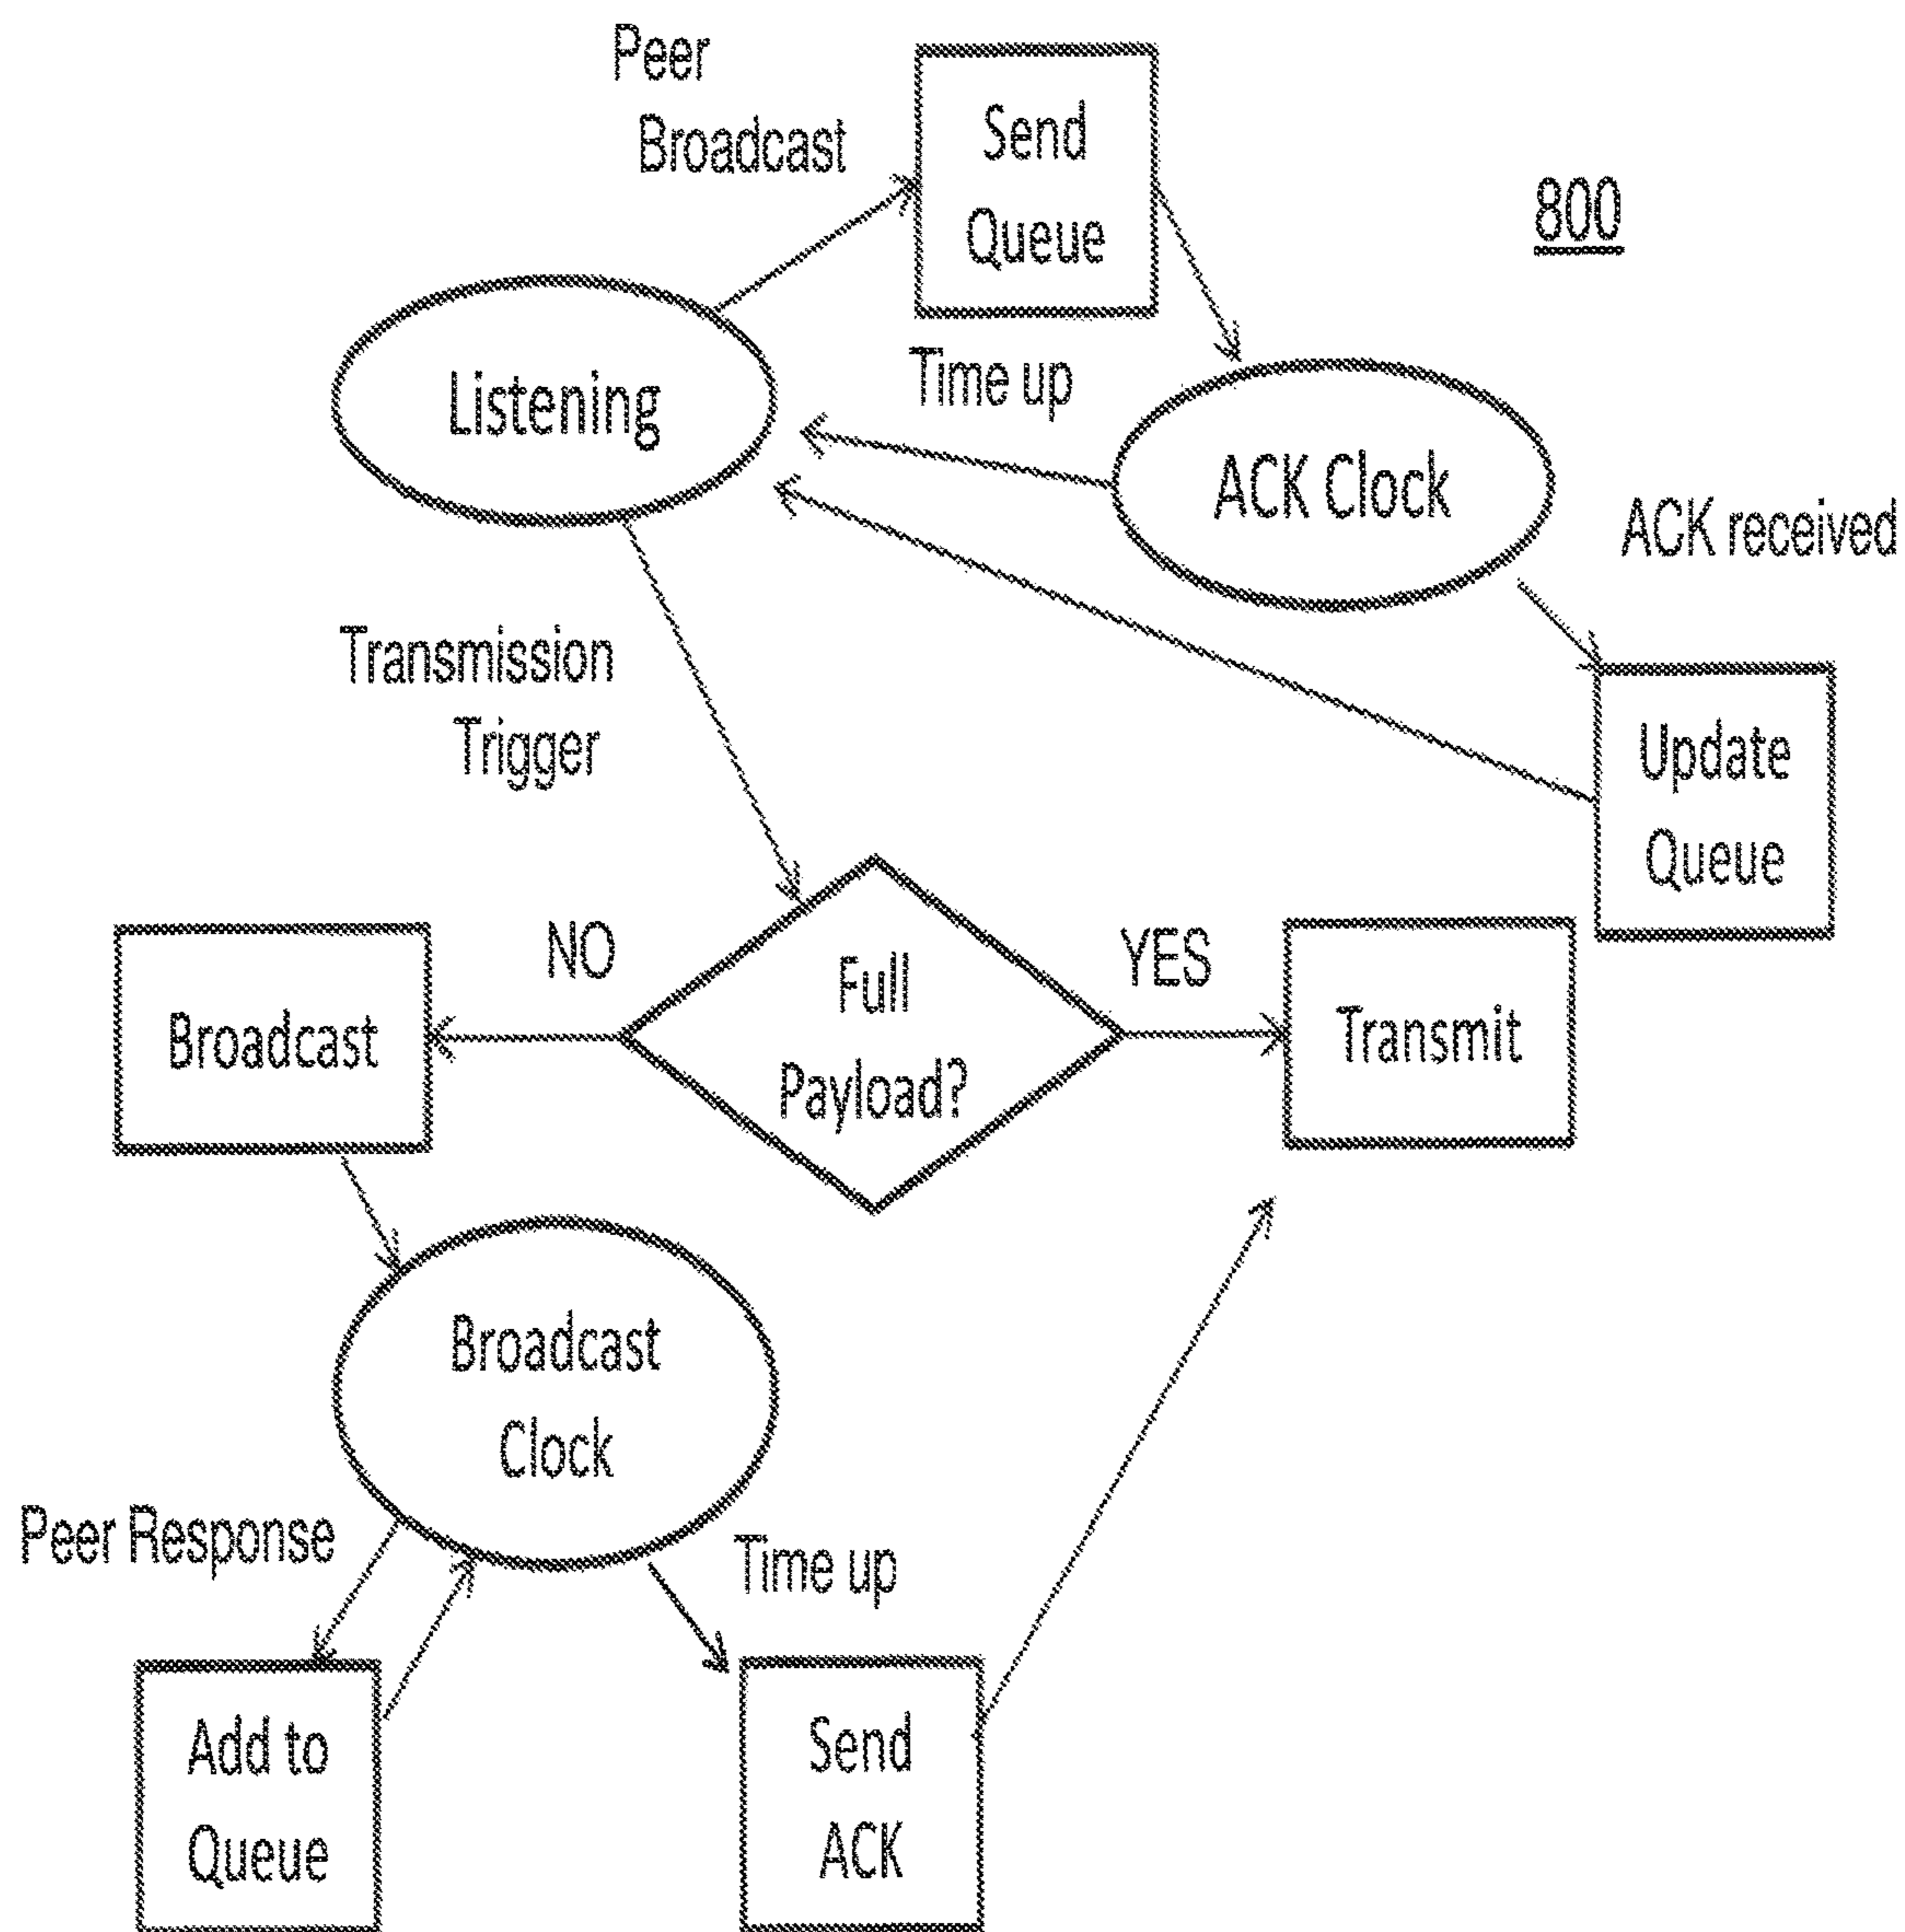 Peer
Broadcast
Send
Queue
800
Listening
Time up
ACK Clock
ACK received
Transmission
Trigger
Update
Queue
NO
YES
Broadcast
Full
Payload?
Transmit
Broadcast
Clock
Peer Response
Time up
Add to
Queue
Send
ACK